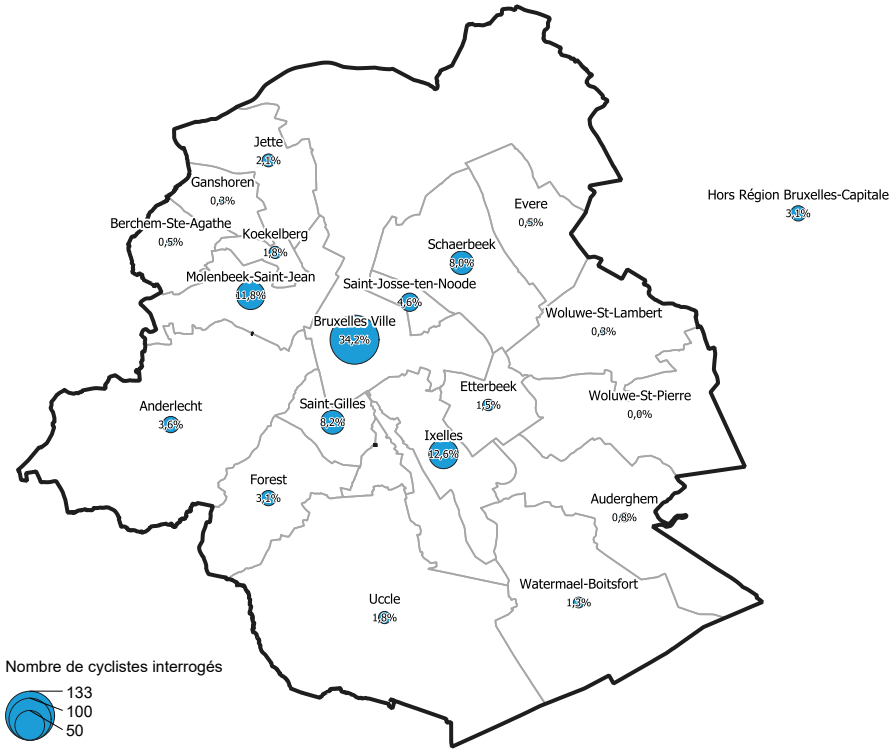 Jette
2,1%
Ganshoren
0,3%
Hors Région Bruxelles-Capitale
3,1%
Evere
0,5%
Berchem-Ste-Agathe
0,5%
Koekelberg
1,8%
Schaerbeek
8,0%
Molenbeek-Saint-Jean
11,8%
Saint-Josse-ten-Noode
4,6%
Bruxelles Ville
34,2%
Woluwe-St-Lambert
0,3%
Etterbeek
1,5%
Woluwe-St-Pierre
0,0%
Anderlecht
3,6%
Saint-Gilles
8,2%
Ixelles
12,6%
Forest
3,1%
Auderghem
0,8%
Watermael-Boitsfort
1,3%
Uccle
1,8%
Nombre de cyclistes interrogés
133
100
50